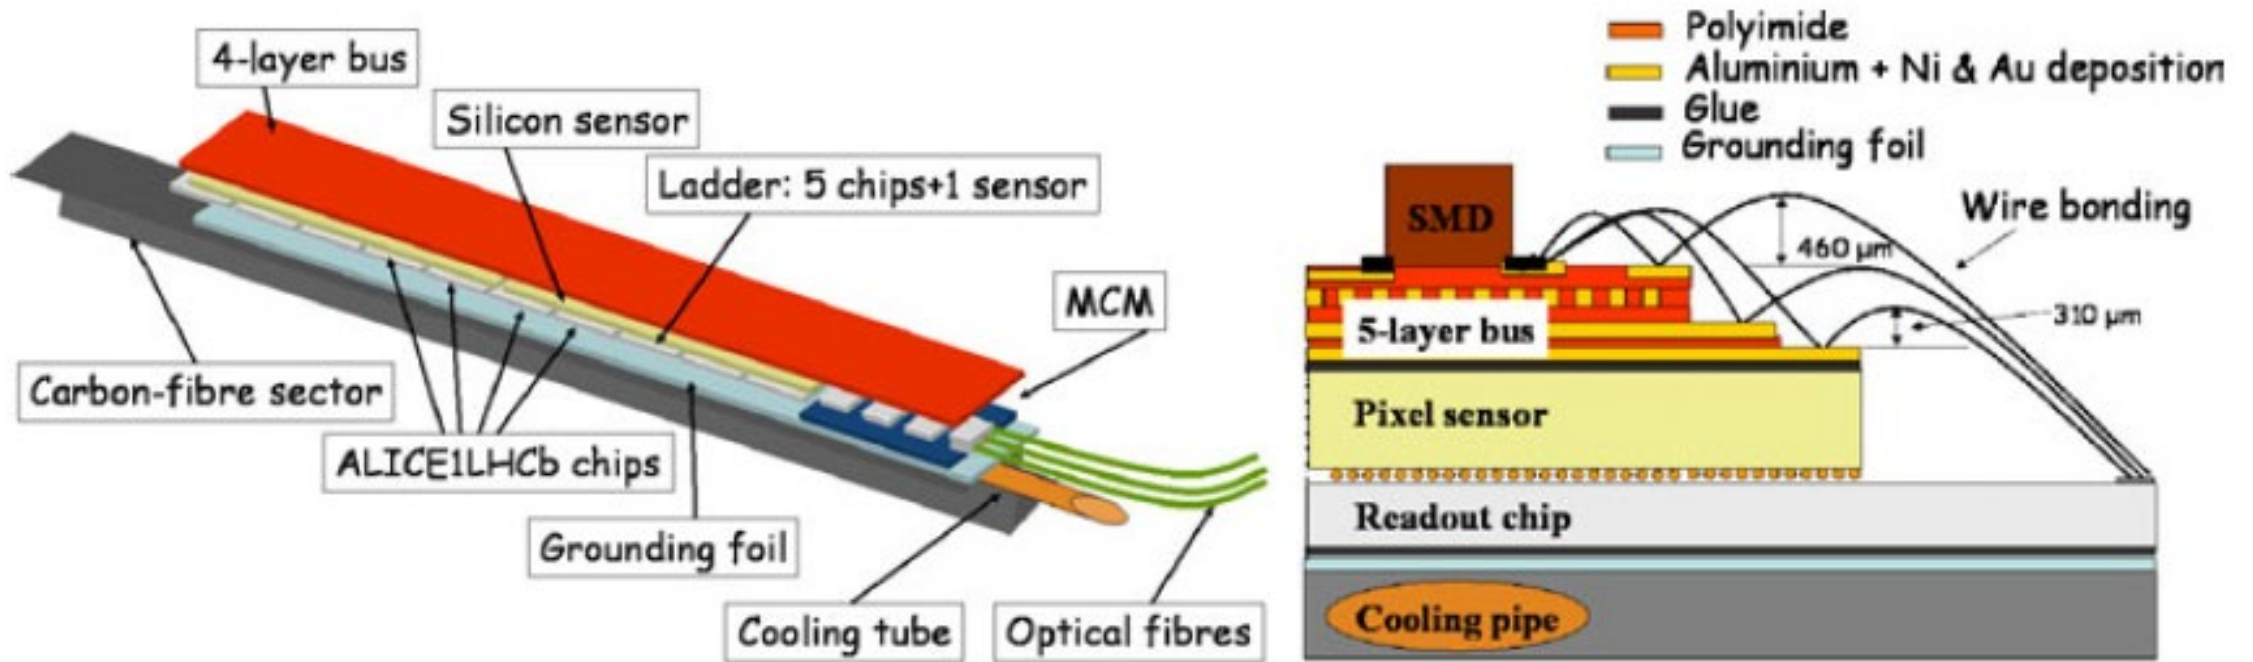 4-layer bus
Silicon sensor
Ladder: 5 chips+1 sensor
MCM
Carbon-fibre sector
ALICE1LHCb chips
Grounding foil
Cooling tube
Optical fibres
Polyimide
Aluminium + Ni & Au deposition
Glue
Grounding foil
SMD
Wire bonding
460 µm
310 µm
5-layer bus
Pixel sensor
Readout chip
Cooling pipe